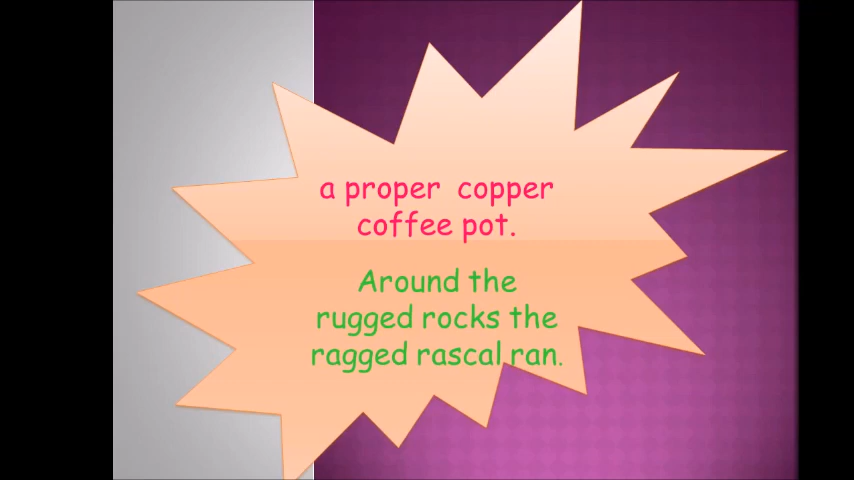 a proper  copper
coffee pot.
Around the
rugged rocks the
ragged rascal ran.